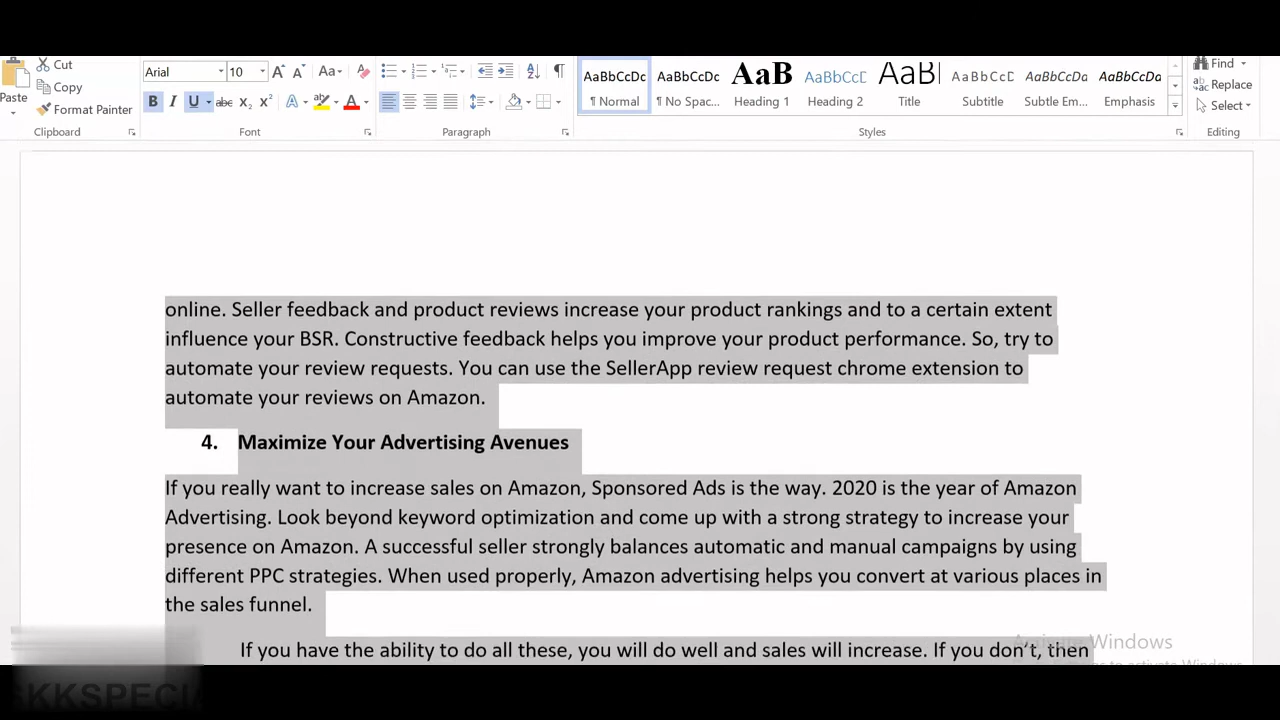 Cut
Copy
Paste
Format Painter
Clipboard
Arial
10
Aa
B I U abc x₂ x² A A
Font
Paragraph
AaBbCcDc AaBbCcDc AaB AaBbCcC AaB AaBbCcD AaBbCcDa AaBbCcDa
¶ Normal ¶ No Spac... Heading 1 Heading 2 Title Subtitle Subtle Em... Emphasis
Styles
Find
Replace
Select
Editing
online. Seller feedback and product reviews increase your product rankings and to a certain extent
influence your BSR. Constructive feedback helps you improve your product performance. So, try to
automate your review requests. You can use the SellerApp review request chrome extension to
automate your reviews on Amazon.
4. Maximize Your Advertising Avenues
If you really want to increase sales on Amazon, Sponsored Ads is the way. 2020 is the year of Amazon
Advertising. Look beyond keyword optimization and come up with a strong strategy to increase your
presence on Amazon. A successful seller strongly balances automatic and manual campaigns by using
different PPC strategies. When used properly, Amazon advertising helps you convert at various places in
the sales funnel.
Activate Windows
If you have the ability to do all these, you will do well and sales will increase. If you don’t, then